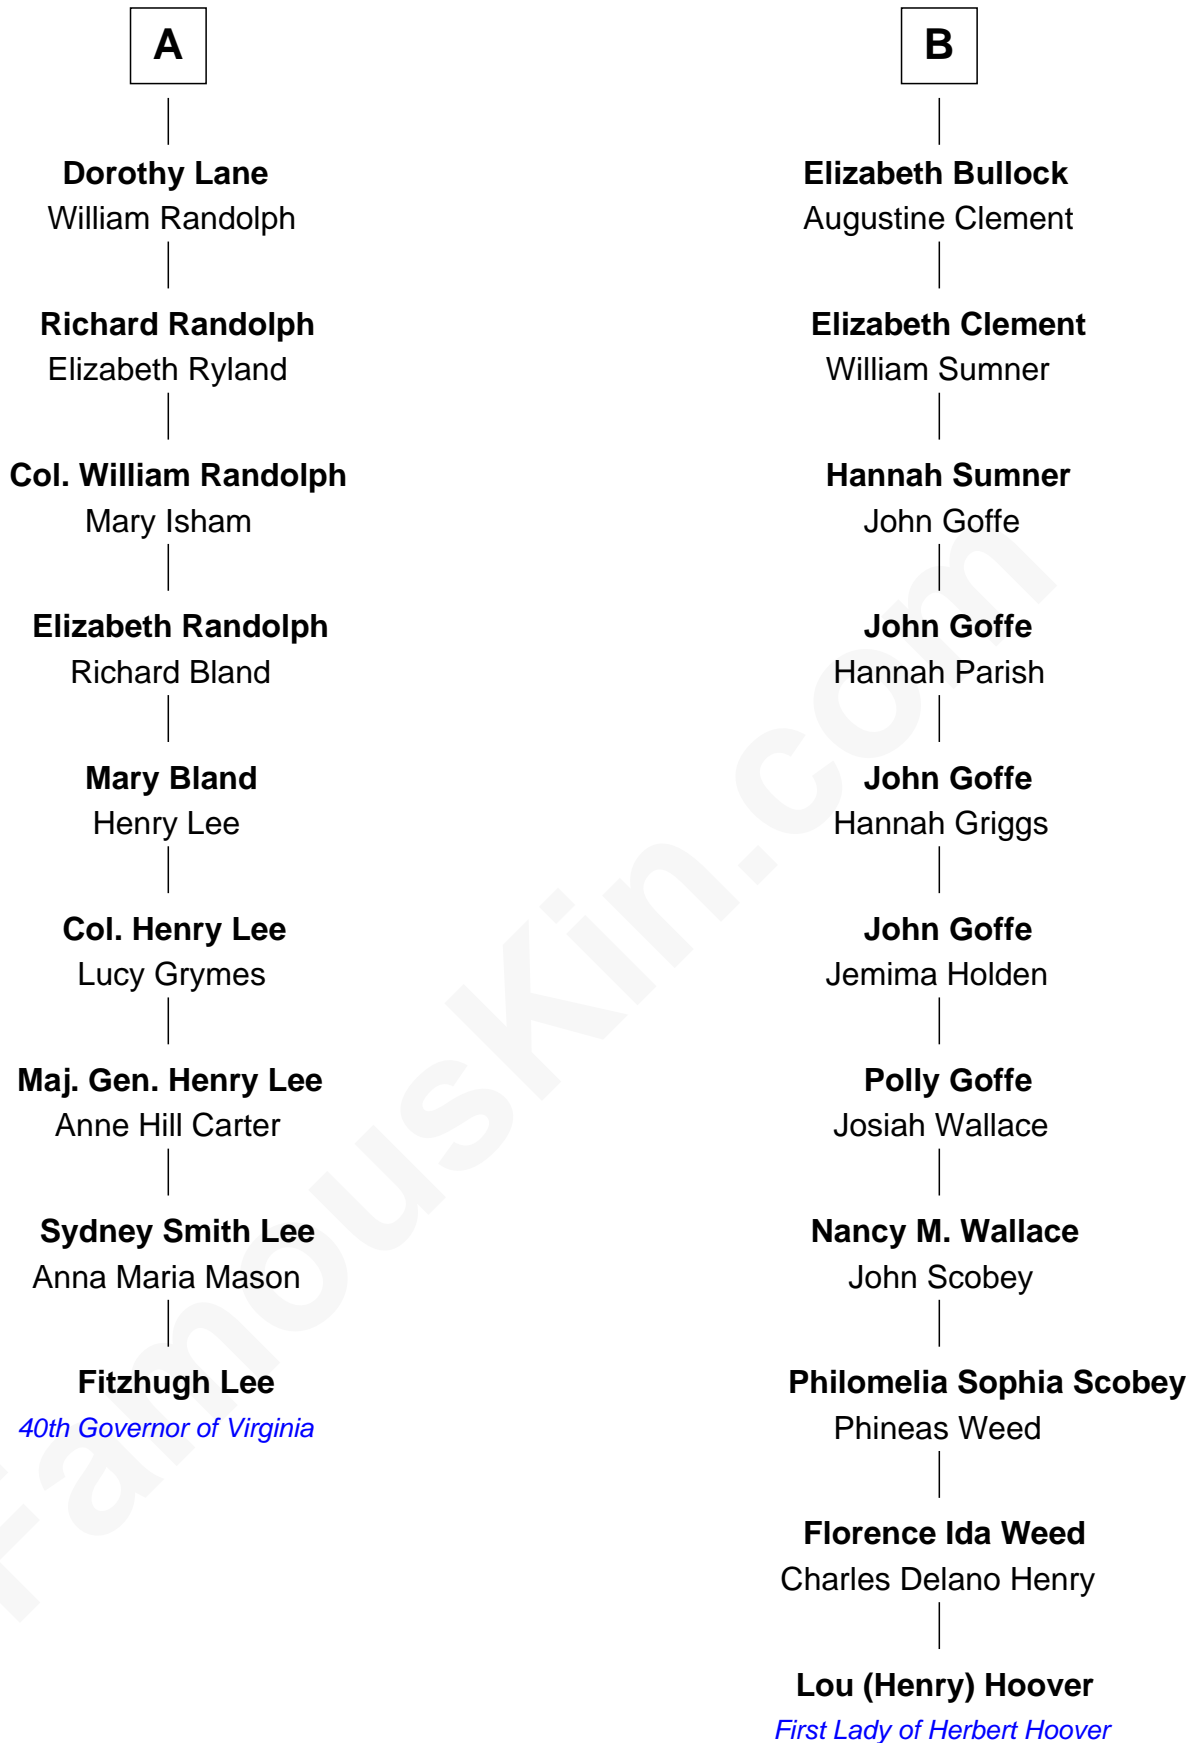 A
Dorothy Lane
William Randolph
Richard Randolph
Elizabeth Ryland
Col. William Randolph
Mary Isham
Elizabeth Randolph
Richard Bland
Mary Bland
Henry Lee
Col. Henry Lee
Lucy Grymes
Maj. Gen. Henry Lee
Anne Hill Carter
Sydney Smith Lee
Anna Maria Mason
Fitzhugh Lee
40th Governor of Virginia
B
Elizabeth Bullock
Augustine Clement
Elizabeth Clement
William Sumner
Hannah Sumner
John Goffe
John Goffe
Hannah Parish
John Goffe
Hannah Griggs
John Goffe
Jemima Holden
Polly Goffe
Josiah Wallace
Nancy M. Wallace
John Scobey
Philomelia Sophia Scobey
Phineas Weed
Florence Ida Weed
Charles Delano Henry
Lou (Henry) Hoover
First Lady of Herbert Hoover
FamousKin.com